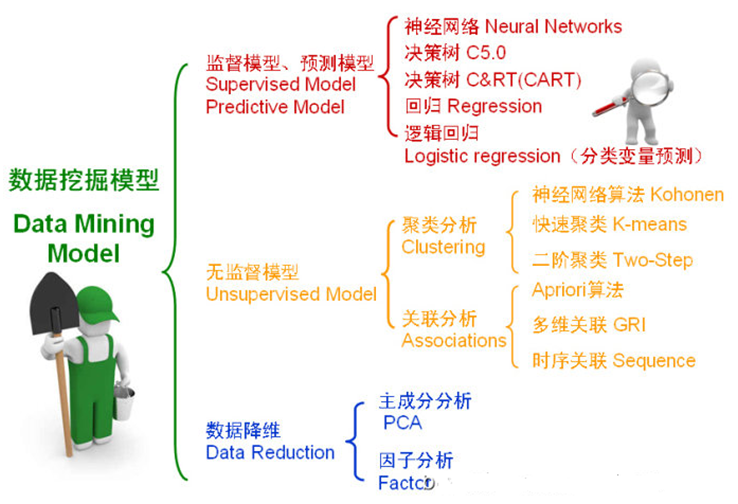 数据挖掘模型
Data Mining
Model
监督模型、预测模型
Supervised Model
Predictive Model
神经网络 Neural Networks
决策树 C5.0
决策树 C&RT(CART)
回归 Regression
逻辑回归
Logistic regression（分类变量预测）
无监督模型
Unsupervised Model
聚类分析
Clustering
神经网络算法 Kohonen
快速聚类 K-means
二阶聚类 Two-Step
关联分析
Associations
Apriori算法
多维关联 GRI
时序关联 Sequence
数据降维
Data Reduction
主成分分析
PCA
因子分析